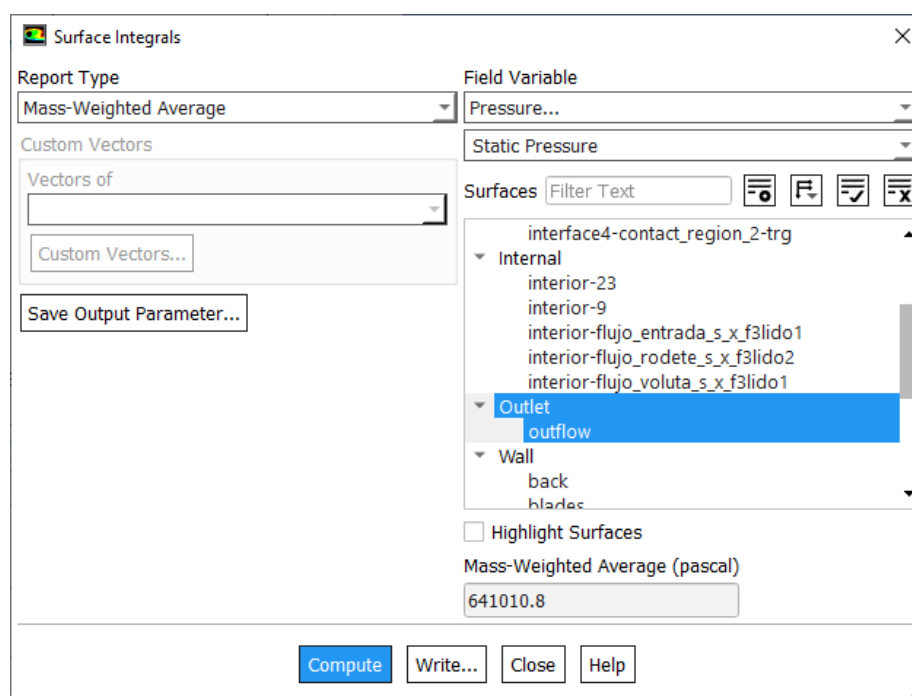 Surface Integrals
Report Type
Mass-Weighted Average
Custom Vectors
Vectors of
Custom Vectors...
Save Output Parameter...
Field Variable
Pressure...
Static Pressure
Surfaces Filter Text
interface4-contact_region_2-trg
Internal
interior-23
interior-9
interior-flujo_entrada_s_x_f3lido1
interior-flujo_rodete_s_x_f3lido2
interior-flujo_voluta_s_x_f3lido1
Outlet
outflow
Wall
back
blades
Highlight Surfaces
Mass-Weighted Average (pascal)
641010.8
Compute Write... Close Help